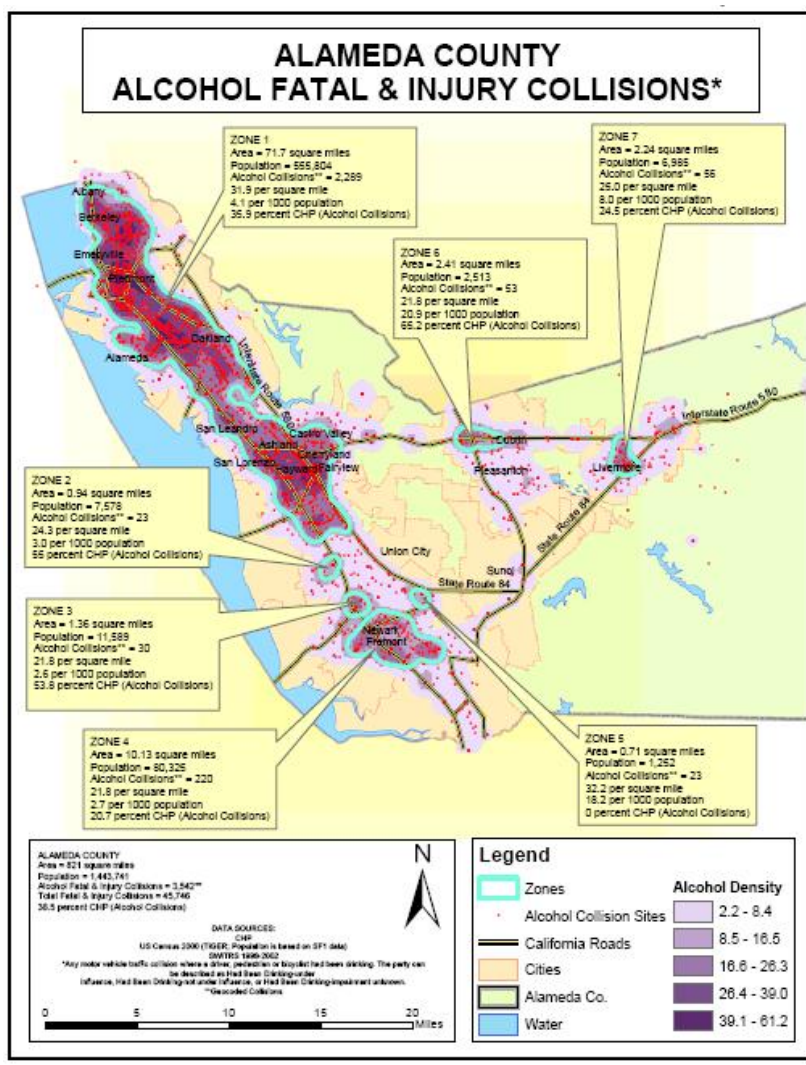 ALAMEDA COUNTY
ALCOHOL FATAL & INJURY COLLISIONS*
ZONE 1
Area = 71.7 square miles
Population = 555,804
Alcohol Collisions** = 2,289
31.9 per square mile
4.1 per 1000 population
35.9 percent CHP (Alcohol Collisions)
ZONE 7
Area = 2.24 square miles
Population = 6,985
Alcohol Collisions** = 56
25.0 per square mile
8.0 per 1000 population
24.5 percent CHP (Alcohol Collisions)
ZONE 6
Area = 2.41 square miles
Population = 2,513
Alcohol Collisions** = 53
21.8 per square mile
20.9 per 1000 population
65.2 percent CHP (Alcohol Collisions)
Albany
Berkeley
Emeryville
Piedmont
Oakland
Alameda
Interstate Route 580
San Leandro
Castro Valley
Ashland
Cherryland
San Lorenzo
Hayward
Fairview
Dublin
Pleasanton
Livermore
Interstate Route 5 80
State Route 84
Union City
Sunol
State Route 84
Newark
Fremont
ZONE 2
Area = 0.94 square miles
Population = 7,578
Alcohol Collisions** = 23
24.3 per square mile
3.0 per 1000 population
55 percent CHP (Alcohol Collisions)
ZONE 3
Area = 1.36 square miles
Population = 11,589
Alcohol Collisions** = 30
21.8 per square mile
2.6 per 1000 population
53.8 percent CHP (Alcohol Collisions)
ZONE 4
Area = 10.13 square miles
Population = 80,325
Alcohol Collisions** = 220
21.8 per square mile
2.7 per 1000 population
20.7 percent CHP (Alcohol Collisions)
ZONE 5
Area = 0.71 square miles
Population = 1,252
Alcohol Collisions** = 23
32.2 per square mile
18.2 per 1000 population
0 percent CHP (Alcohol Collisions)
ALAMEDA COUNTY
Area = 821 square miles
Population = 1,443,741
Alcohol Fatal & Injury Collisions = 3,542**
Total Fatal & Injury Collisions = 45,746
38.5 percent CHP (Alcohol Collisions)
DATA SOURCES:
CHP
US Census 2000 (TIGER; Population is based on SF1 data)
SWITRS 1999-2002
*Any motor vehicle traffic collision where a driver, pedestrian or bicyclist had been drinking. The party can
be described as Had Been Drinking-under
influence, Had Been Drinking-not under influence, or Had Been Drinking-impairment unknown.
**Geocoded Collisions
N
0 5 10 15 20
Miles
Legend
Zones
Alcohol Collision Sites
California Roads
Cities
Alameda Co.
Water
Alcohol Density
2.2 - 8.4
8.5 - 16.5
16.6 - 26.3
26.4 - 39.0
39.1 - 61.2